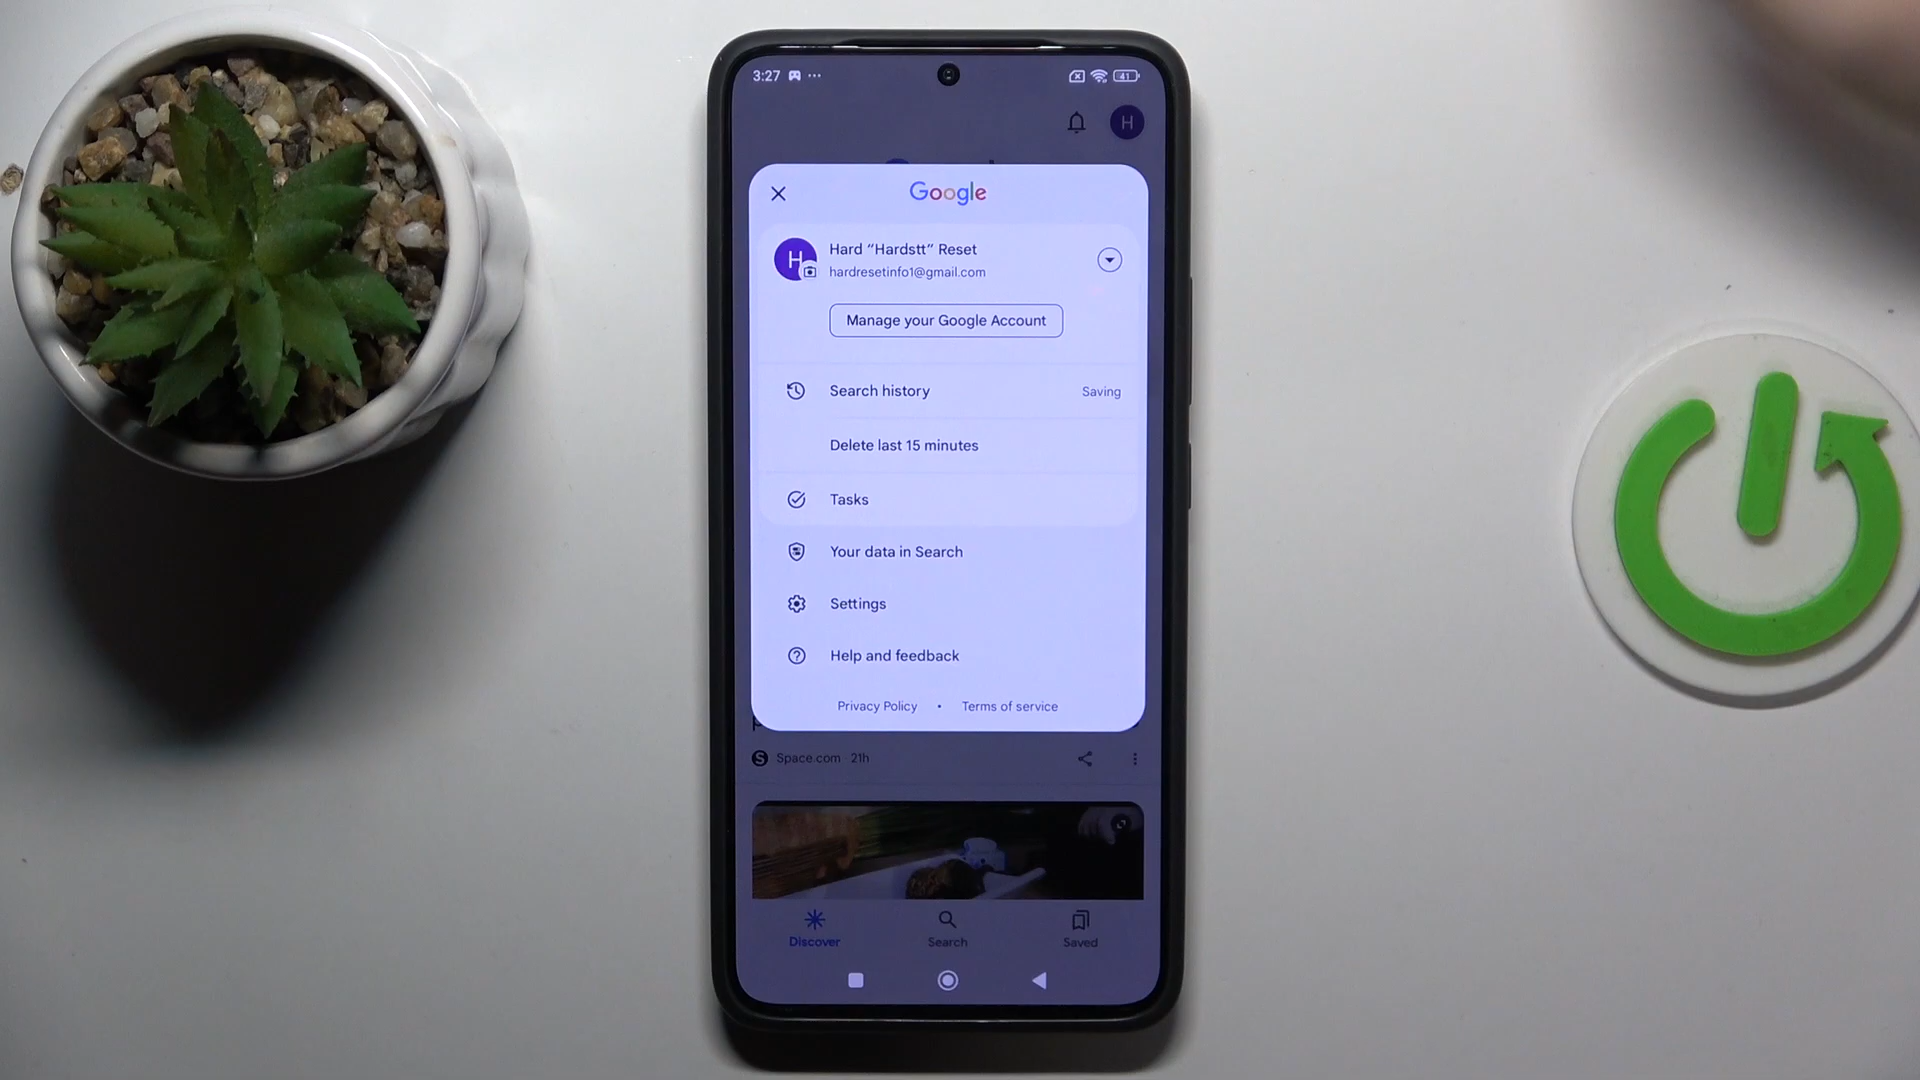 3:27
41
H
Google
H
Hard “Hardstt” Reset
hardresetinfo1@gmail.com
Manage your Google Account
Search history
Saving
Delete last 15 minutes
Tasks
Your data in Search
Settings
Help and feedback
Privacy Policy • Terms of service
Space.com · 21h
Discover
Search
Saved